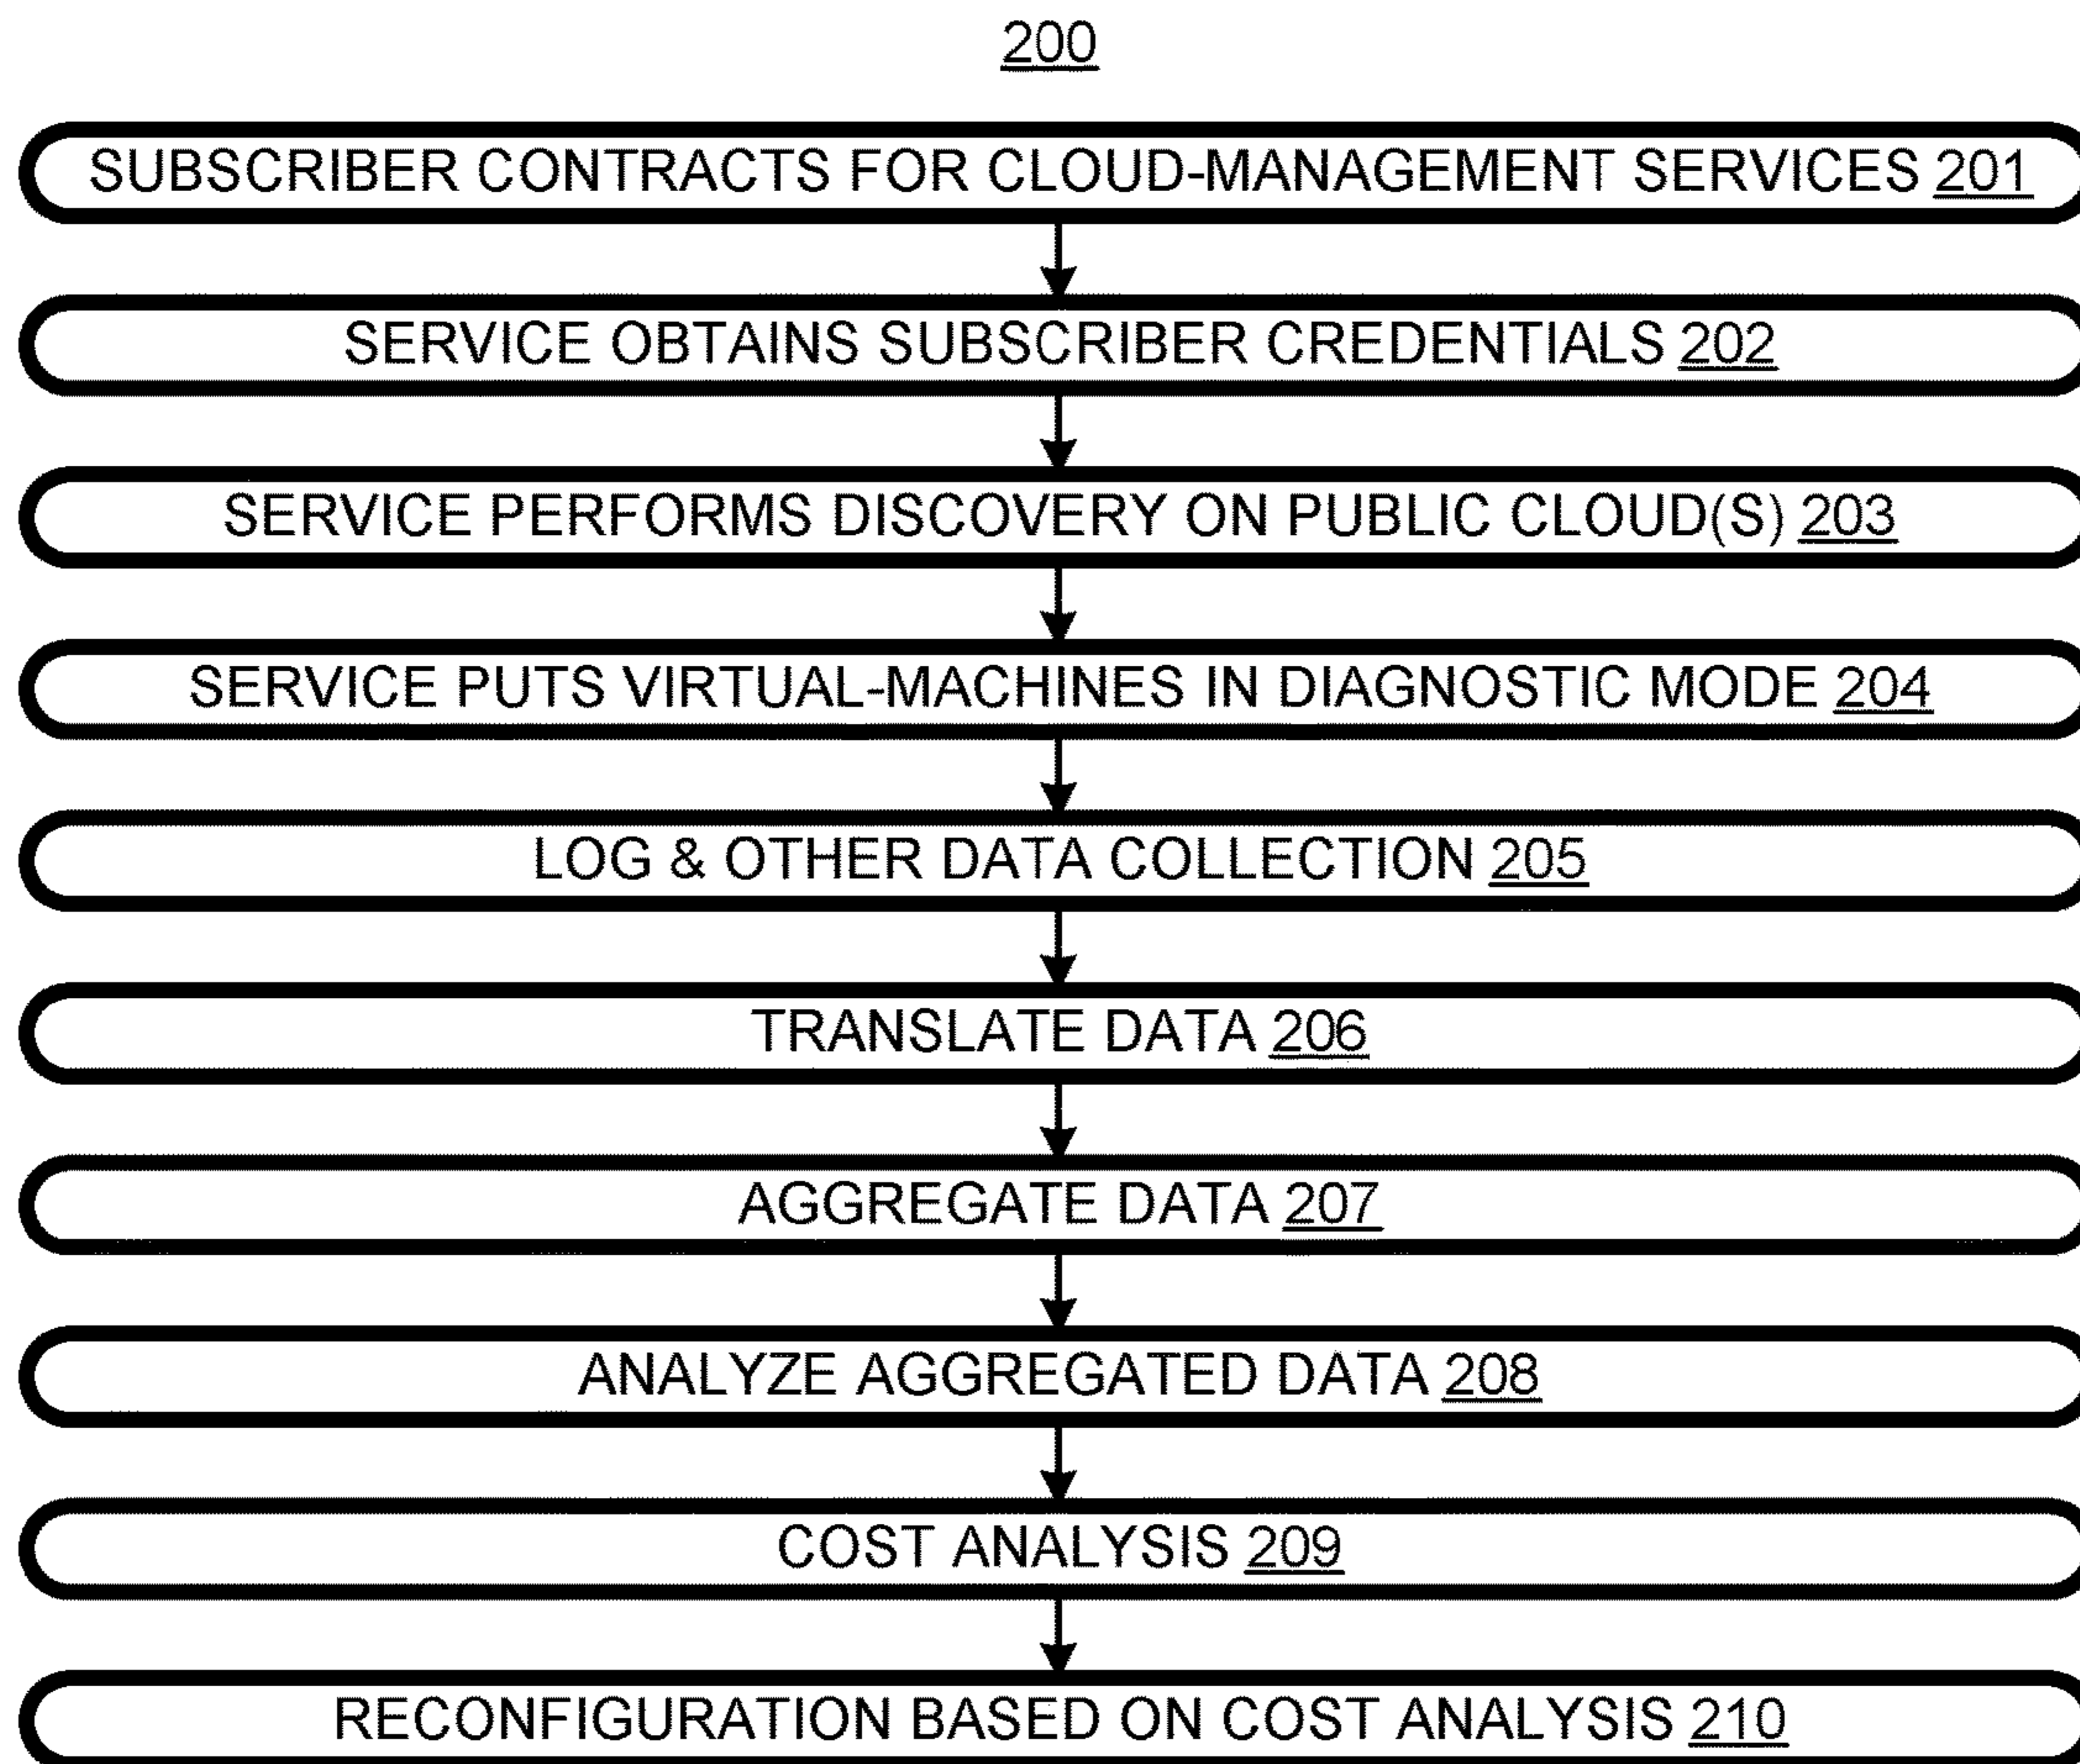 200
SUBSCRIBER CONTRACTS FOR CLOUD-MANAGEMENT SERVICES 201
SERVICE OBTAINS SUBSCRIBER CREDENTIALS 202
SERVICE PERFORMS DISCOVERY ON PUBLIC CLOUD(S) 203
SERVICE PUTS VIRTUAL-MACHINES IN DIAGNOSTIC MODE 204
LOG & OTHER DATA COLLECTION 205
TRANSLATE DATA 206
AGGREGATE DATA 207
ANALYZE AGGREGATED DATA 208
COST ANALYSIS 209
RECONFIGURATION BASED ON COST ANALYSIS 210